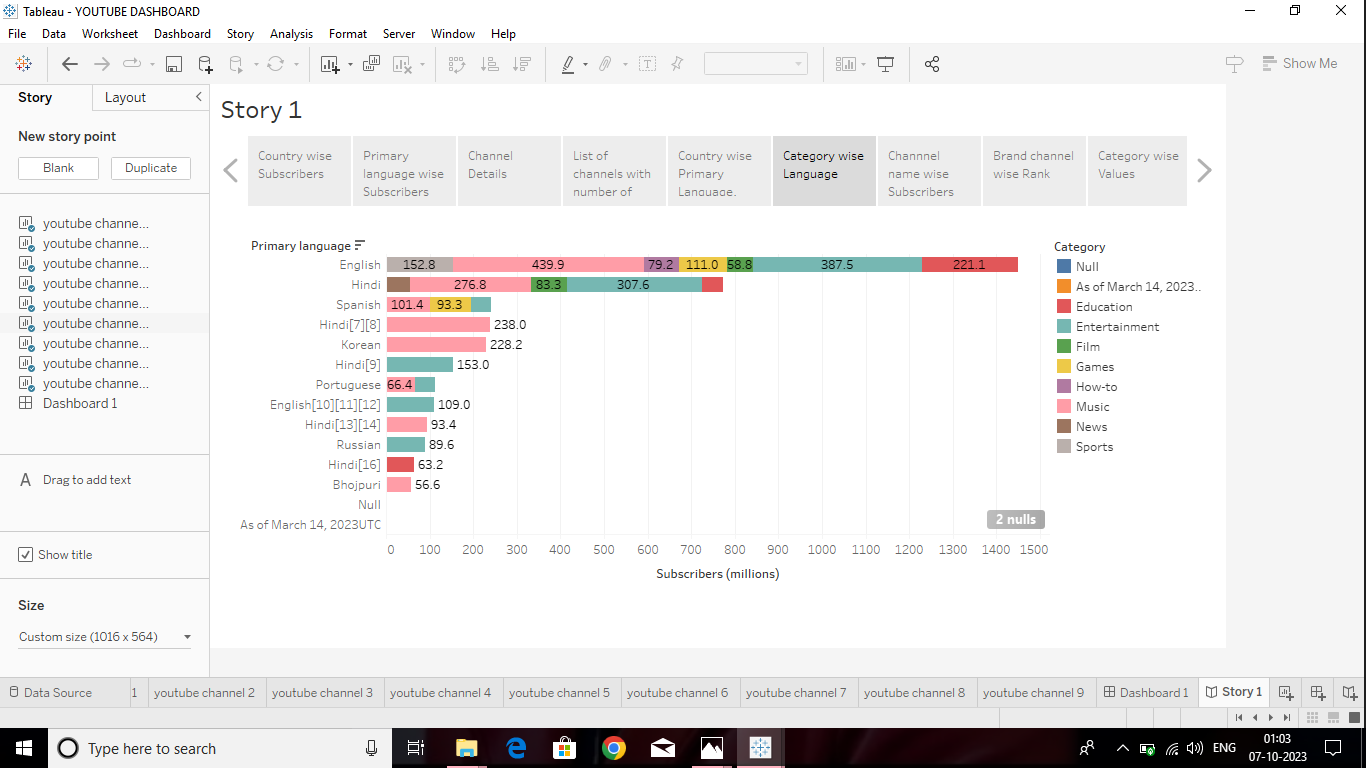 Tableau - YOUTUBE DASHBOARD
File Data Worksheet Dashboard Story Analysis Format Server Window Help
Show Me
Story Layout
New story point
Blank Duplicate
youtube channe...
youtube channe...
youtube channe...
youtube channe...
youtube channe...
youtube channe...
youtube channe...
youtube channe...
youtube channe...
Dashboard 1
A Drag to add text
Show title
Size
Custom size (1016 x 564)
Story 1
Country wise
Subscribers
Primary
language wise
Subscribers
Channel
Details
List of
channels with
number of
Country wise
Primary
Language.
Category wise
Language
Channnel
name wise
Subscribers
Brand channel
wise Rank
Category wise
Values
Primary language
English 152.8 439.9 79.2 111.0 58.8 387.5 221.1
Hindi 276.8 83.3 307.6
Spanish 101.4 93.3
Hindi[7][8] 238.0
Korean 228.2
Hindi[9] 153.0
Portuguese 66.4
English[10][11][12] 109.0
Hindi[13][14] 93.4
Russian 89.6
Hindi[16] 63.2
Bhojpuri 56.6
Null
As of March 14, 2023UTC
2 nulls
0 100 200 300 400 500 600 700 800 900 1000 1100 1200 1300 1400 1500
Subscribers (millions)
Category
Null
As of March 14, 2023..
Education
Entertainment
Film
Games
How-to
Music
News
Sports
Data Source 1 youtube channel 2 youtube channel 3 youtube channel 4 youtube channel 5 youtube channel 6 youtube channel 7 youtube channel 8 youtube channel 9 Dashboard 1 Story 1
Type here to search
ENG
01:03
07-10-2023